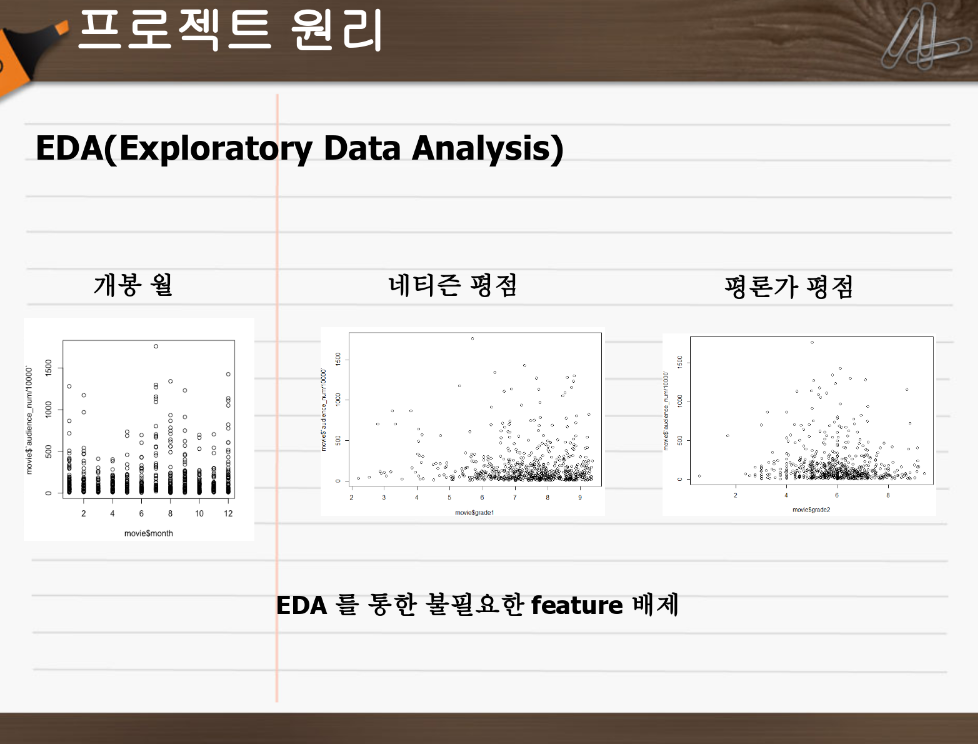 프로젝트 원리
EDA(Exploratory Data Analysis)
개봉 월
네티즌 평점
평론가 평점
movie$`audience_num/10000`
0 500 1000 1500
2 4 6 8 10 12
movie$month
movie$`audience_num/10000`
0 500 1000 1500
2 3 4 5 6 7 8 9
movie$grade1
movie$`audience_num/10000`
0 500 1000 1500
2 4 6 8
movie$grade2
EDA 를 통한 불필요한 feature 배제